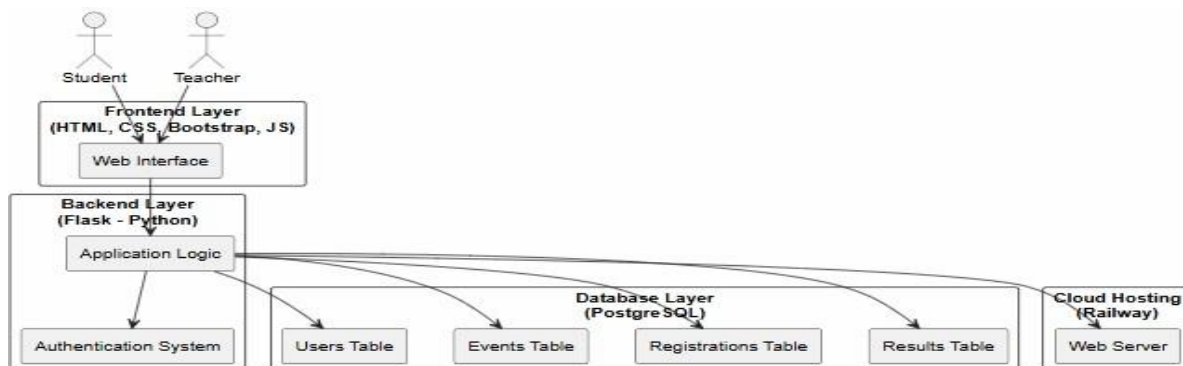 Student
Teacher
Frontend Layer
(HTML, CSS, Bootstrap, JS)
Web Interface
Backend Layer
(Flask - Python)
Application Logic
Authentication System
Database Layer
(PostgreSQL)
Users Table
Events Table
Registrations Table
Results Table
Cloud Hosting
(Railway)
Web Server